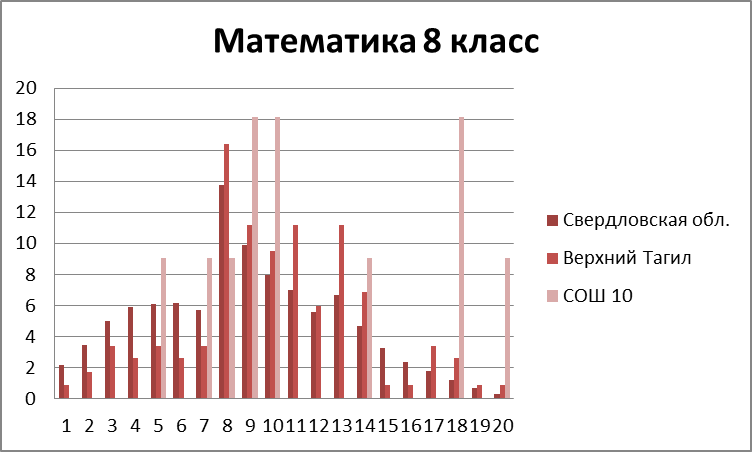 Математика 8 класс
20
18
16
14
12
10
8
6
4
2
0
1 2 3 4 5 6 7 8 9 10 11 12 13 14 15 16 17 18 19 20
Свердловская обл.
Верхний Тагил
СОШ 10